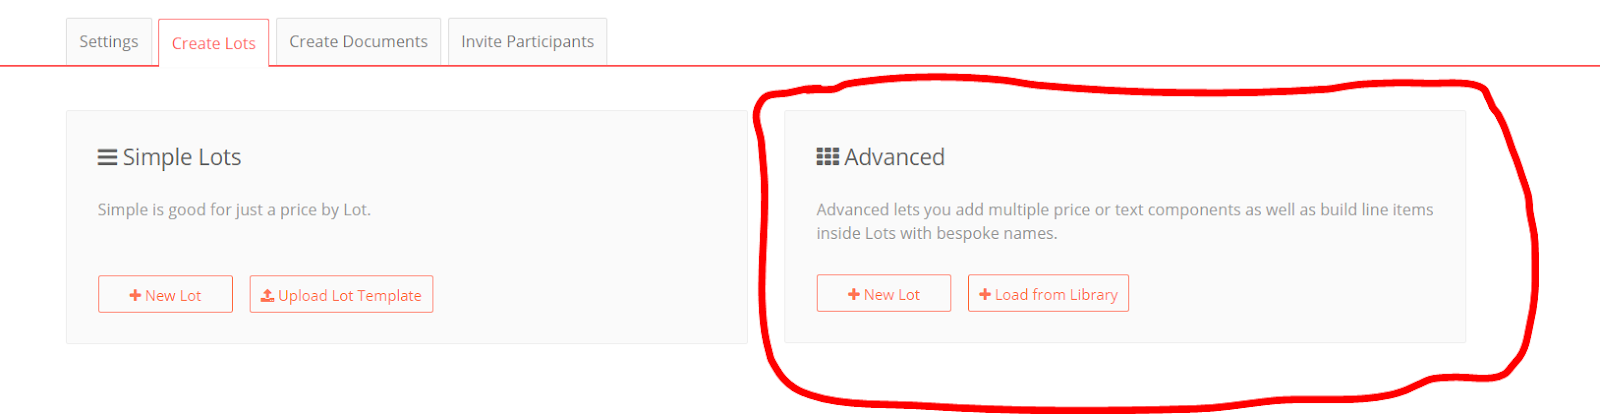 Settings
Create Lots
Create Documents
Invite Participants
Simple Lots
Simple is good for just a price by Lot.
New Lot
Upload Lot Template
Advanced
Advanced lets you add multiple price or text components as well as build line items
inside Lots with bespoke names.
New Lot
Load from Library